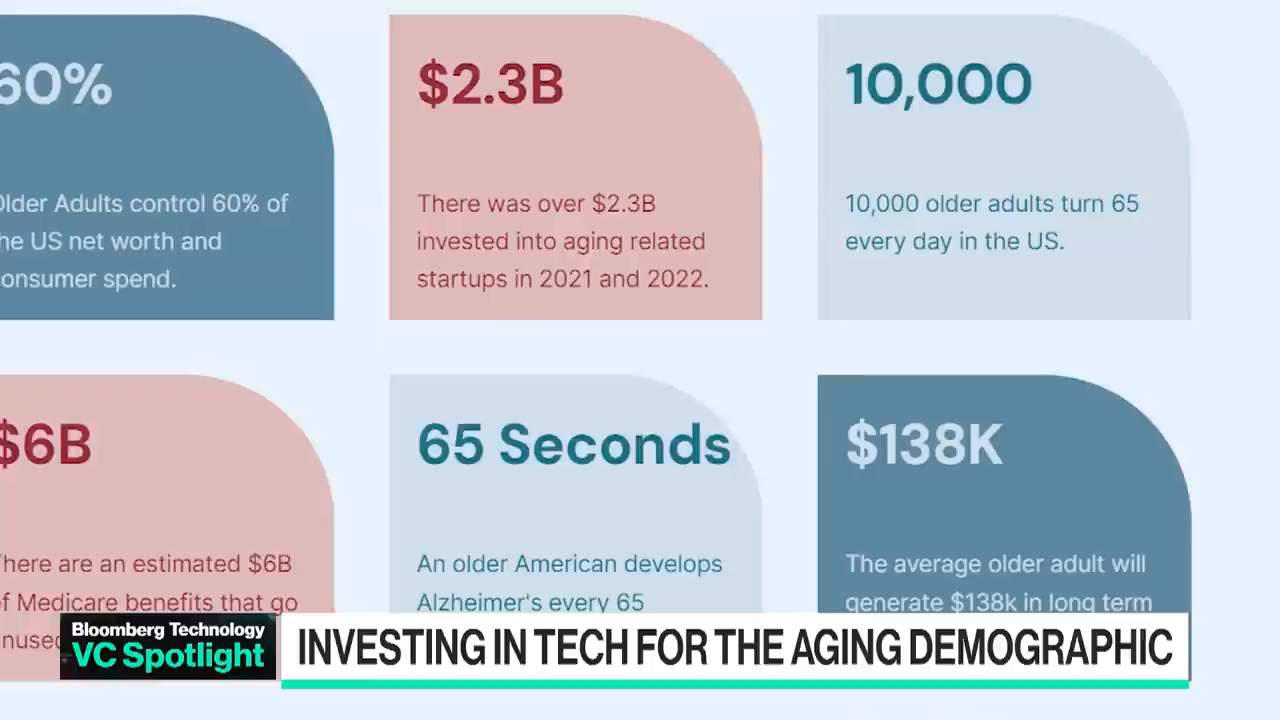 60%
$2.3B
10,000
Older Adults control 60% of
the US net worth and
consumer spend.
There was over $2.3B
invested into aging related
startups in 2021 and 2022.
10,000 older adults turn 65
every day in the US.
$6B
65 Seconds
$138K
There are an estimated $6B
of Medicare benefits that go
unused
An older American develops
Alzheimer's every 65
The average older adult will
generate $138k in long term
Bloomberg Technology
VC Spotlight
INVESTING IN TECH FOR THE AGING DEMOGRAPHIC